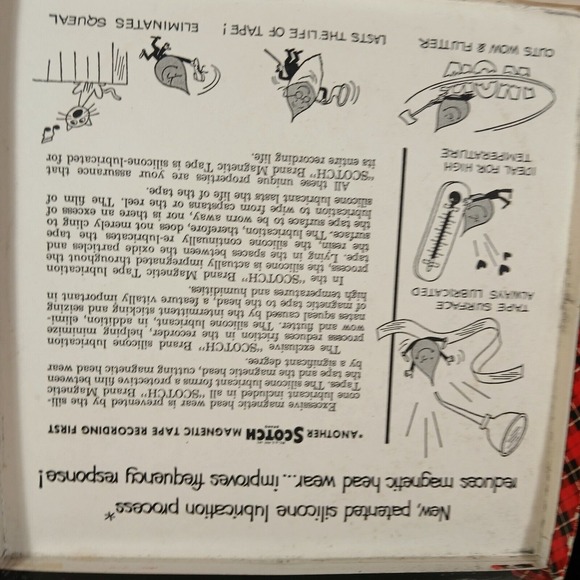 New, patented silicone lubrication process*
reduces magnetic head wear...improves frequency response!
*ANOTHER SCOTCH MAGNETIC TAPE RECORDING FIRST
Excessive magnetic head wear is prevented by the sili-
cone lubricant included in all "SCOTCH" Brand Magnetic
Tapes. The silicone lubricant forms a protective film between
the tape and the magnetic head, cutting magnetic head wear
by a significant degree.
The exclusive "SCOTCH" Brand silicone lubrication
process reduces friction in the recorder, helping minimize
wow and flutter. The silicone lubricant, in addition, elimi-
nates squeal caused by the intermittent sticking and seizing
of magnetic tape to the head, a feature vitally important in
high temperatures and humidities.
In the "SCOTCH" Brand Magnetic Tape lubrication
process, the silicone is actually impregnated throughout the
tape. Lying in the spaces between the oxide particles and
the resin, the silicone continually re-lubricates the tape
surface. The lubrication, therefore, does not merely cling to
the tape surface to be worn away, nor is there an excess of
lubrication to wipe from capstans or the reel. The film of
silicone lubricant lasts the life of the tape.
All these unique properties are your assurance that
"SCOTCH" Brand Magnetic Tape is silicone-lubricated for
its entire recording life.
TAPE SURFACE
ALWAYS LUBRICATED
IDEAL FOR HIGH
TEMPERATURE
CUTS WOW & FLUTTER
LASTS THE LIFE OF TAPE!
ELIMINATES SQUEAL